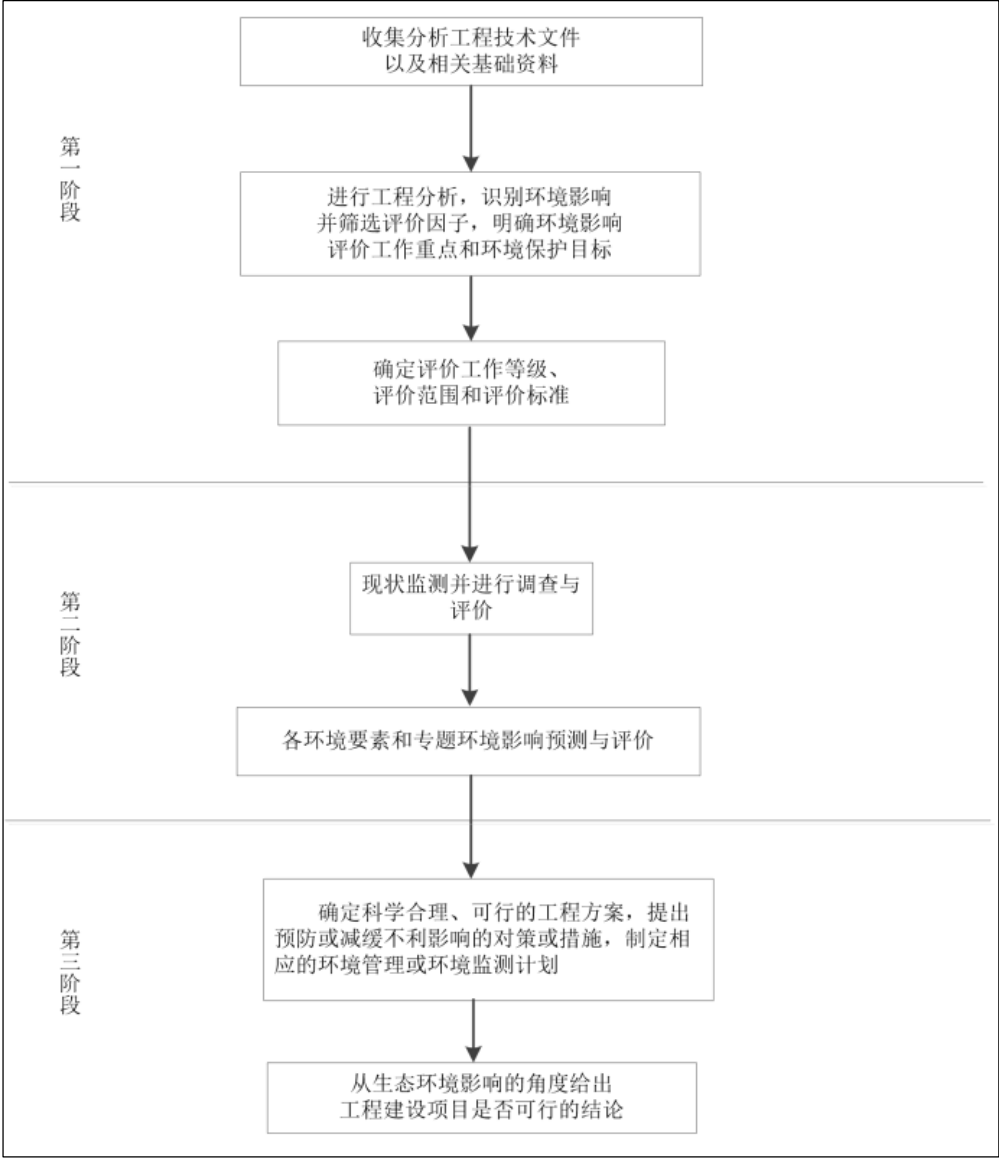 收集分析工程技术文件
以及相关基础资料
第一阶段
进行工程分析，识别环境影响
并筛选评价因子，明确环境影响
评价工作重点和环境保护目标
确定评价工作等级、
评价范围和评价标准
第二阶段
现状监测并进行调查与
评价
各环境要素和专题环境影响预测与评价
第三阶段
确定科学合理、可行的工程方案，提出
预防或减缓不利影响的对策或措施，制定相
应的环境管理或环境监测计划
从生态环境影响的角度给出
工程建设项目是否可行的结论